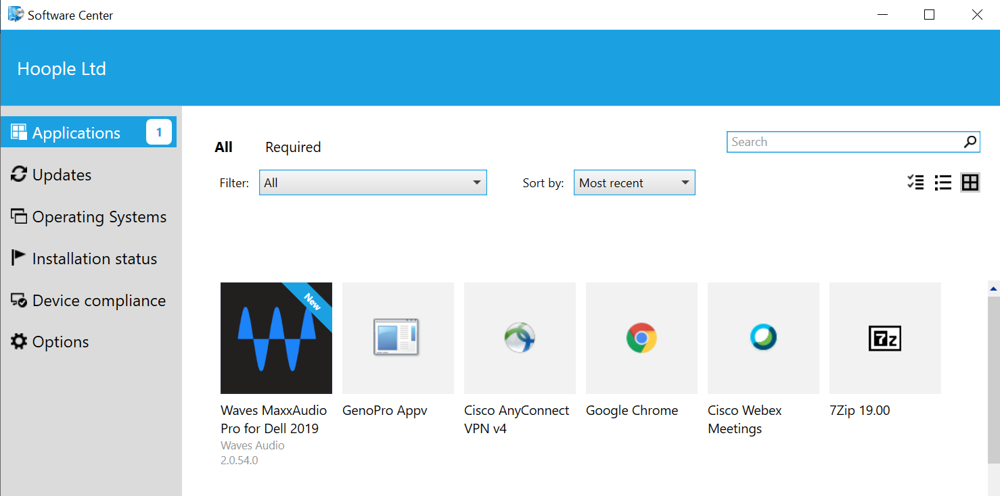 Software Center
Hoople Ltd
Applications 1
Updates
Operating Systems
Installation status
Device compliance
Options
All Required
Search
Filter: All Sort by: Most recent
New
7z
Waves MaxxAudio
Pro for Dell 2019
Waves Audio
2.0.54.0
GenoPro Appv
Cisco AnyConnect
VPN v4
Google Chrome
Cisco Webex
Meetings
7Zip 19.00